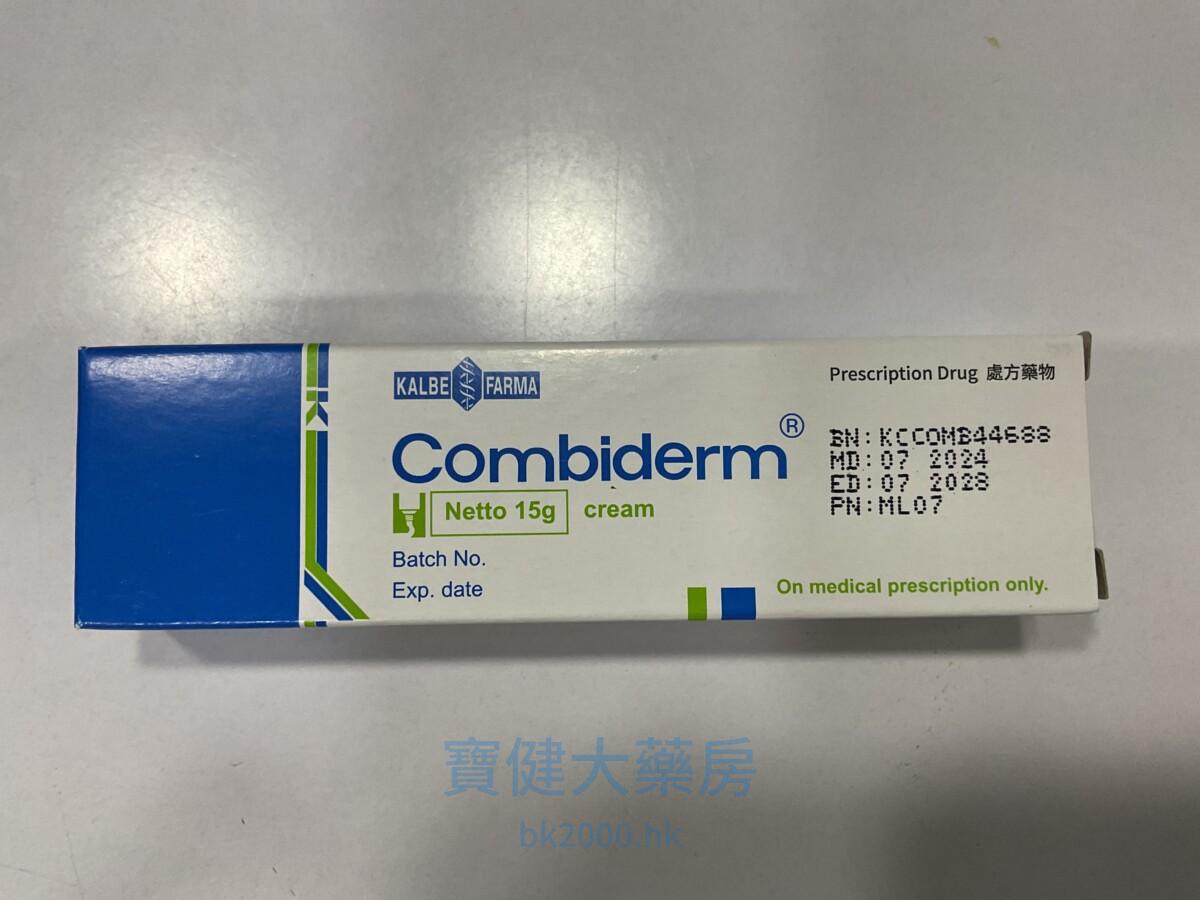 KALBE FARMA
Prescription Drug 處方藥物
Combiderm®
BN:KCCOMB44688
MD:07 2024
ED:07 2028
PN:ML07
Netto 15g cream
Batch No.
Exp. date
On medical prescription only.
寶健大藥房
bk2000.hk